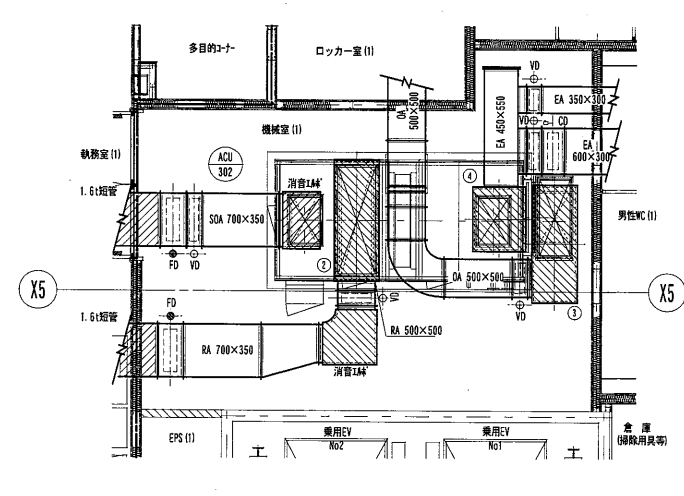 多目的ｺｰﾅｰ
ロッカー室(1)
OA 500×500
EA 450×550
VD
EA 350×300
機械室(1)
VD
CD
EA 600×300
執務室(1)
ACU
302
④
1.6t短管
消音ｴﾙﾎﾞ
SOA 700×350
男性WC(1)
②
FD
VD
OA 500×500
X5
X5
FD
VD
VD
③
1.6t短管
RA 500×500
RA 700×350
消音ｴﾙﾎﾞ
EPS(1)
乗用EV
No2
乗用EV
No1
倉 庫
(掃除用具等)